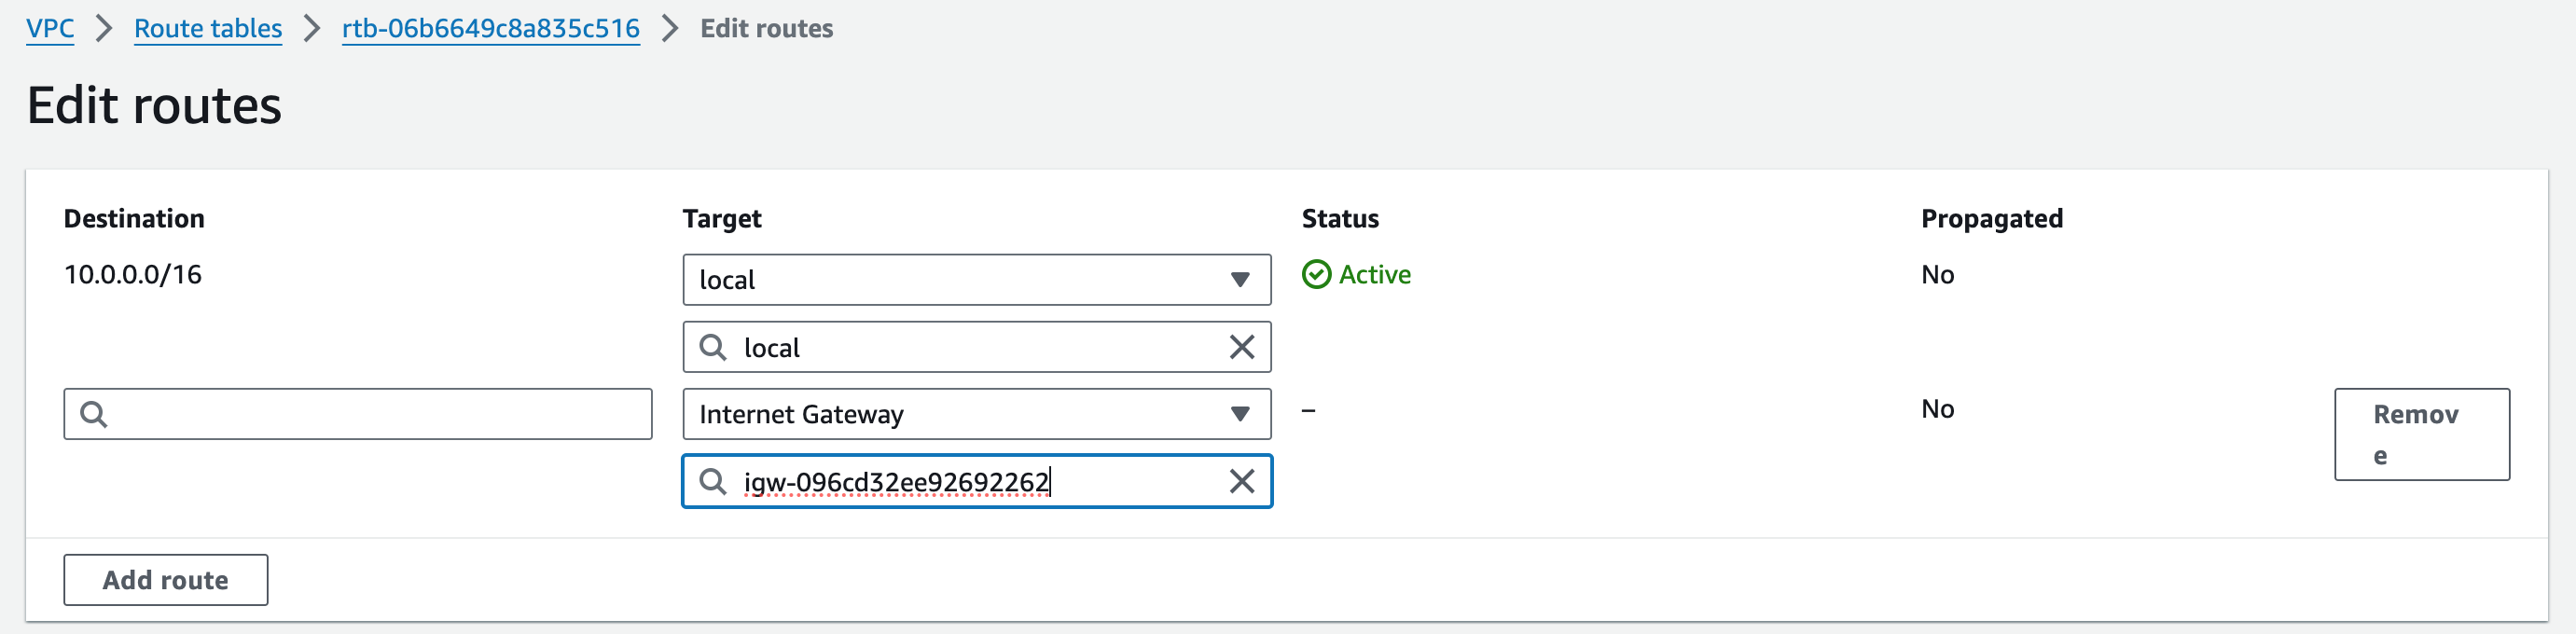 VPC > Route tables > rtb-06b6649c8a835c516 > Edit routes
Edit routes
Destination Target Status Propagated
10.0.0.0/16 local Active No
local
Internet Gateway – No Remov
e
igw-096cd32ee92692262
Add route